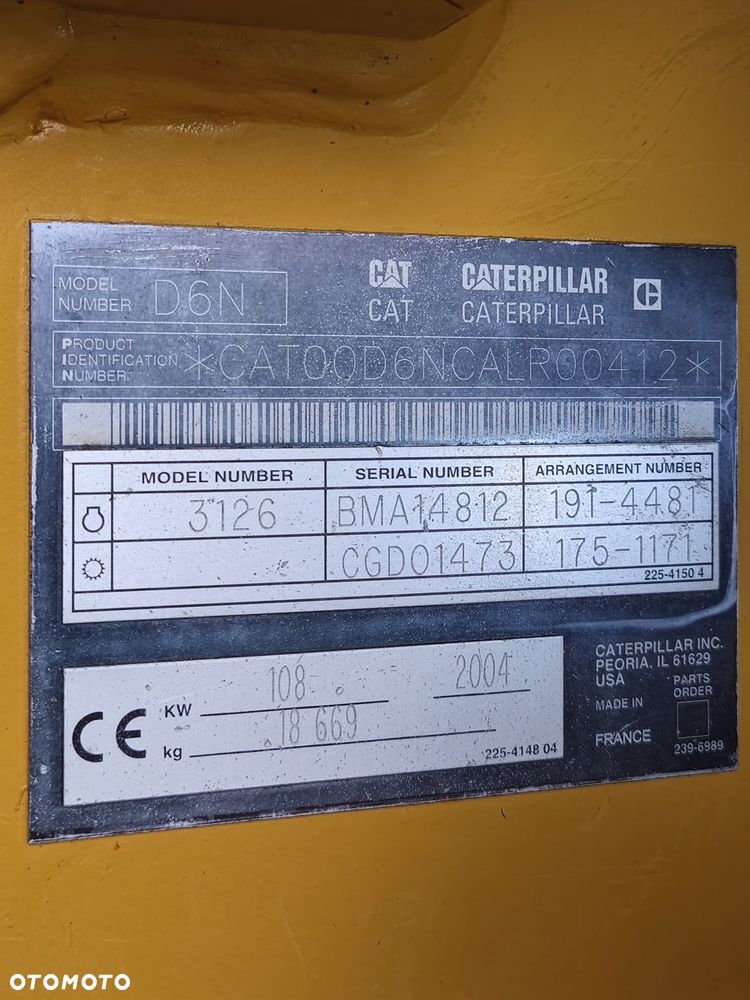 MODEL NUMBER D6N
CAT CATERPILLAR
CAT CATERPILLAR
PRODUCT IDENTIFICATION NUMBER *CAT00D6NCALR00412*
MODEL NUMBER SERIAL NUMBER ARRANGEMENT NUMBER
3126 BMA14812 191-4481
CGD01473 175-1171
225-4150 4
CE
KW 108 2004
kg 18 669
225-4148 04
CATERPILLAR INC.
PEORIA, IL 61629
USA
PARTS ORDER
MADE IN
FRANCE
239-6989
OTOMOTO